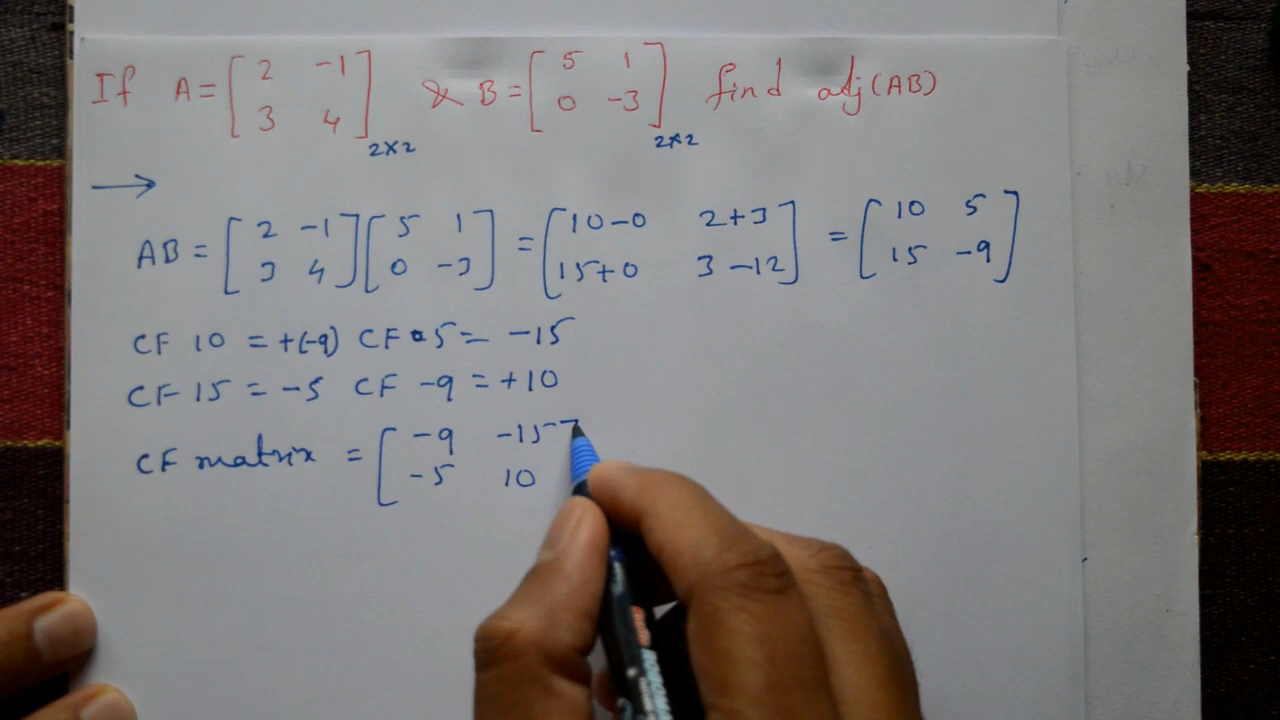 If A = [2 -1 3 4] 2×2 & B = [5 1 0 -3] 2×2 find adj(AB)
→
AB = [2 -1 3 4] [5 1 0 -3] = [10-0 2+3 15+0 3-12] = [10 5 15 -9]
CF 10 = +(-9) CF 5 = -15
CF 15 = -5 CF -9 = +10
CF matrix = [-9 -15 -5 10